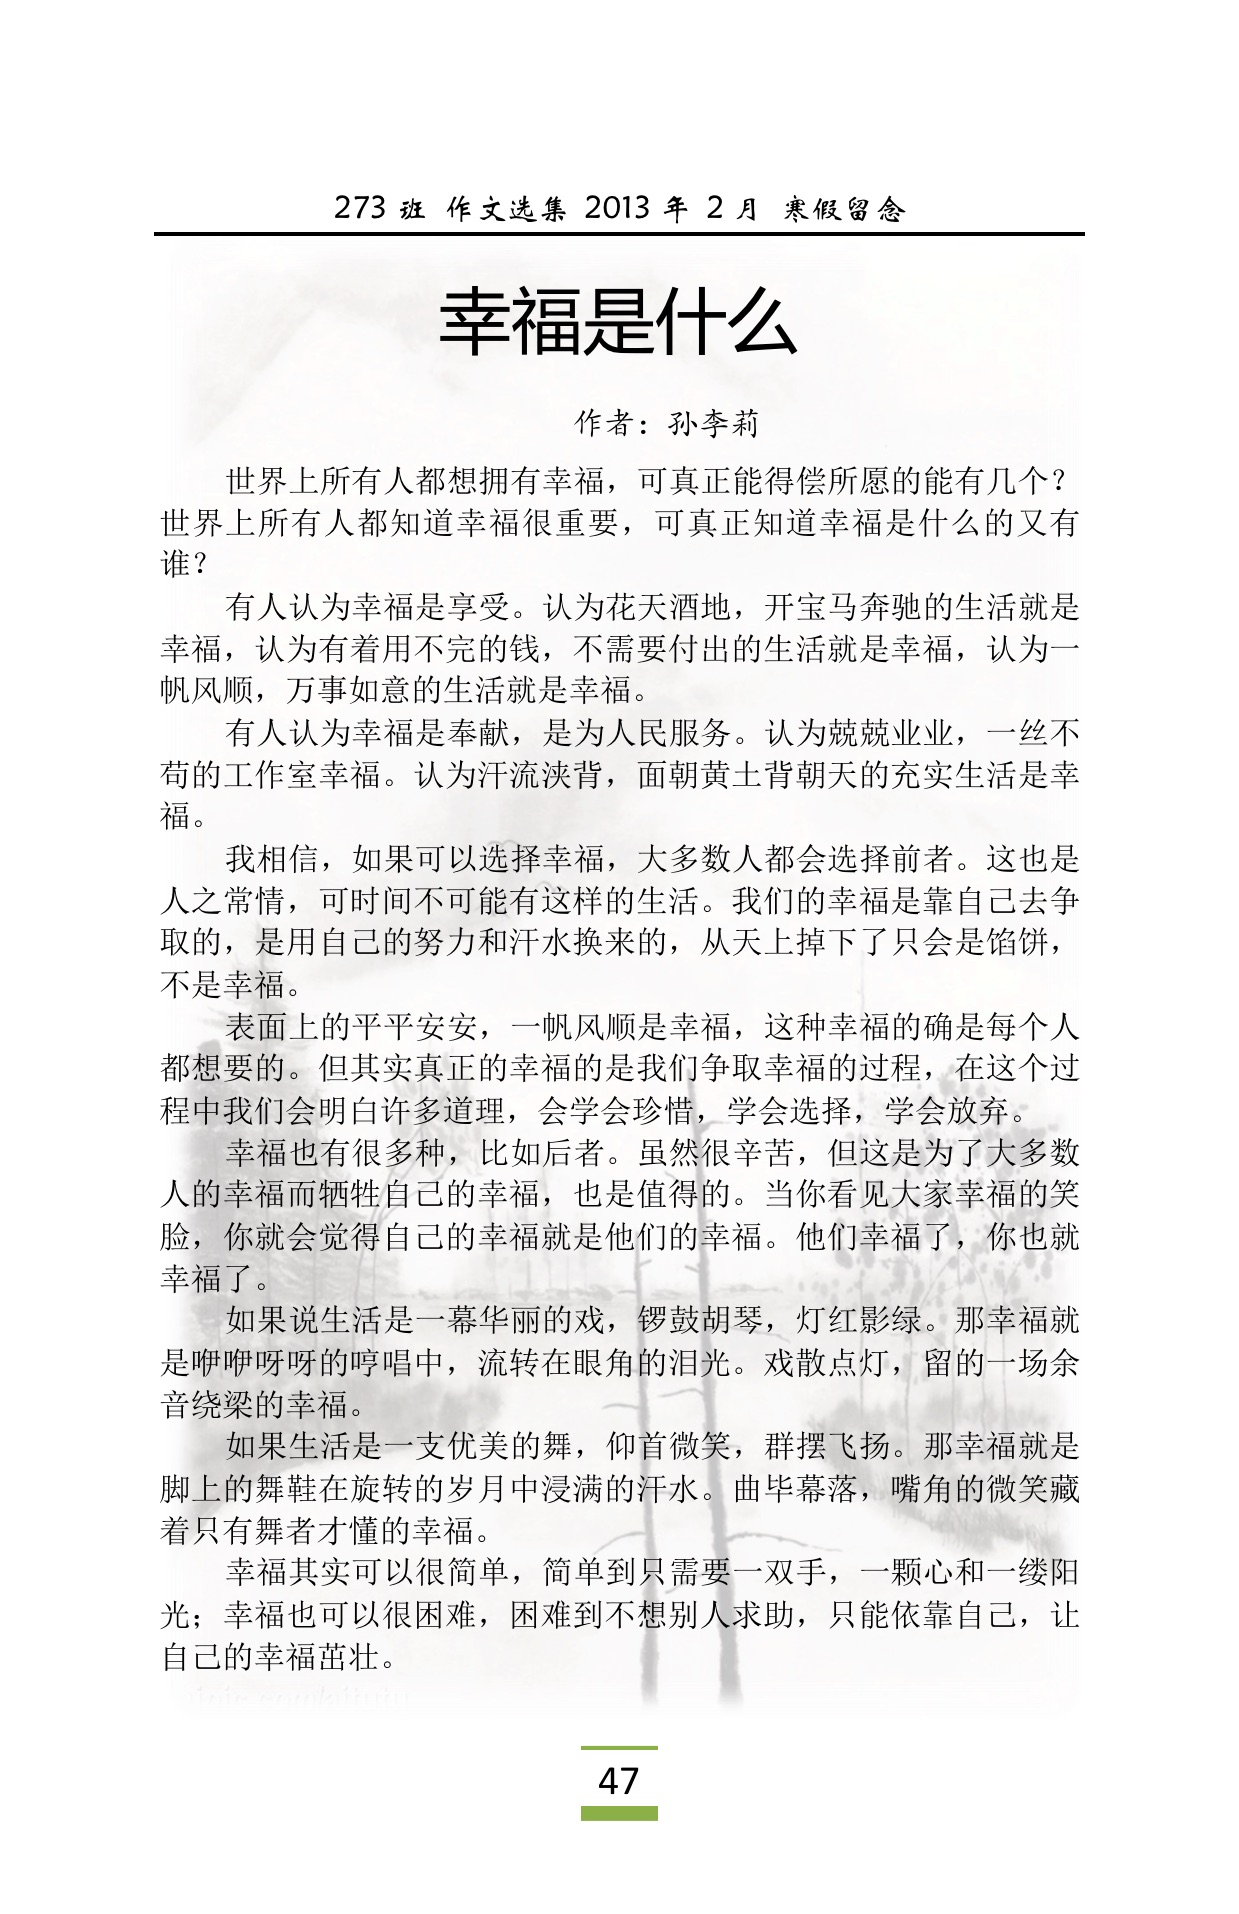 273 班 作文选集 2013 年 2 月 寒假留念
幸福是什么
作者：孙李莉
世界上所有人都想拥有幸福，可真正能得偿所愿的能有几个？
世界上所有人都知道幸福很重要，可真正知道幸福是什么的又有
谁？
有人认为幸福是享受。认为花天酒地，开宝马奔驰的生活就是
幸福，认为有着用不完的钱，不需要付出的生活就是幸福，认为一
帆风顺，万事如意的生活就是幸福。
有人认为幸福是奉献，是为人民服务。认为兢兢业业，一丝不
苟的工作室幸福。认为汗流浃背，面朝黄土背朝天的充实生活是幸
福。
我相信，如果可以选择幸福，大多数人都会选择前者。这也是
人之常情，可时间不可能有这样的生活。我们的幸福是靠自己去争
取的，是用自己的努力和汗水换来的，从天上掉下了只会是馅饼，
不是幸福。
表面上的平平安安，一帆风顺是幸福，这种幸福的确是每个人
都想要的。但其实真正的幸福的是我们争取幸福的过程，在这个过
程中我们会明白许多道理，会学会珍惜，学会选择，学会放弃。
幸福也有很多种，比如后者。虽然很辛苦，但这是为了大多数
人的幸福而牺牲自己的幸福，也是值得的。当你看见大家幸福的笑
脸，你就会觉得自己的幸福就是他们的幸福。他们幸福了，你也就
幸福了。
如果说生活是一幕华丽的戏，锣鼓胡琴，灯红影绿。那幸福就
是咿咿呀呀的哼唱中，流转在眼角的泪光。戏散点灯，留的一场余
音绕梁的幸福。
如果生活是一支优美的舞，仰首微笑，群摆飞扬。那幸福就是
脚上的舞鞋在旋转的岁月中浸满的汗水。曲毕幕落，嘴角的微笑藏
着只有舞者才懂的幸福。
幸福其实可以很简单，简单到只需要一双手，一颗心和一缕阳
光；幸福也可以很困难，困难到不想别人求助，只能依靠自己，让
自己的幸福茁壮。
47